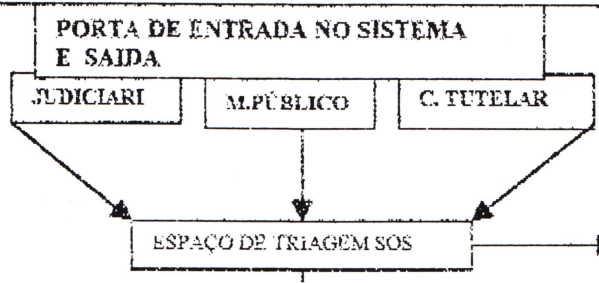 PORTA DE ENTRADA NO SISTEMA
E SAIDA
JUDICIARI
M.PÚBLICO
C. TUTELAR
ESPAÇO DE TRIAGEM SOS